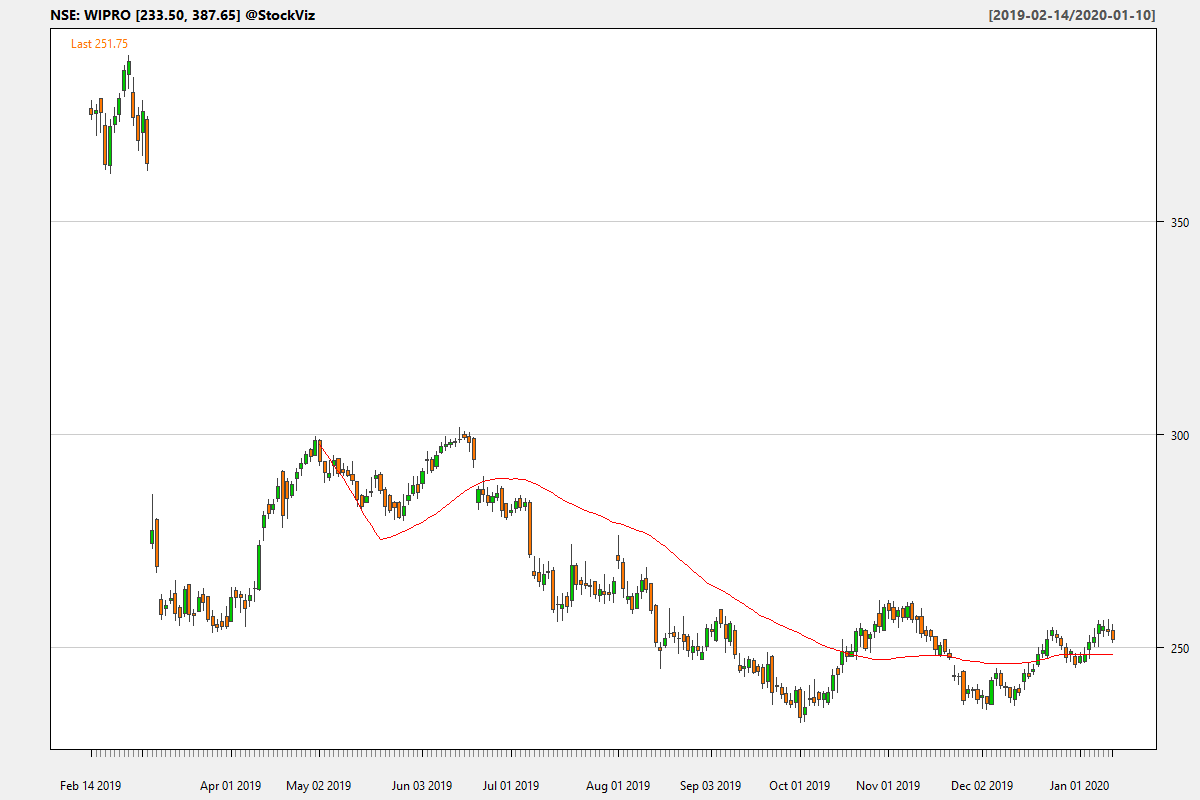 NSE: WIPRO [233.50, 387.65] @StockViz
[2019-02-14/2020-01-10]
Last 251.75
350
300
250
Feb 14 2019
Apr 01 2019
May 02 2019
Jun 03 2019
Jul 01 2019
Aug 01 2019
Sep 03 2019
Oct 01 2019
Nov 01 2019
Dec 02 2019
Jan 01 2020